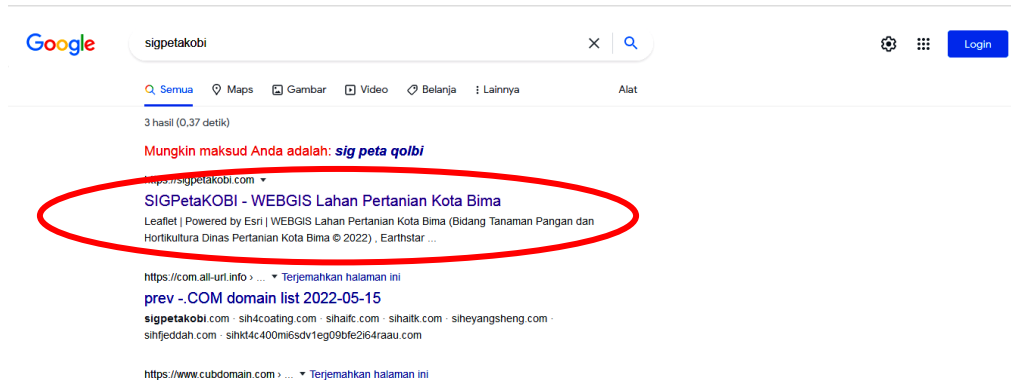 Google
sigpetakobi
Login
Semua Maps Gambar Video Belanja : Lainnya Alat
3 hasil (0,37 detik)
Mungkin maksud Anda adalah: sig peta qolbi
https://sigpetakobi.com
SIGPetaKOBI - WEBGIS Lahan Pertanian Kota Bima
Leaflet | Powered by Esri | WEBGIS Lahan Pertanian Kota Bima (Bidang Tanaman Pangan dan
Hortikultura Dinas Pertanian Kota Bima © 2022) , Earthstar ...
https://com.all-url.info › ... Terjemahkan halaman ini
prev -.COM domain list 2022-05-15
sigpetakobi.com · sih4coating.com · sihaifc.com · sihaitk.com · siheyangsheng.com ·
sihfjeddah.com · sihkt4c400mi6sdv1eg09bfe2i64raau.com
https://www.cubdomain.com › ... Terjemahkan halaman ini